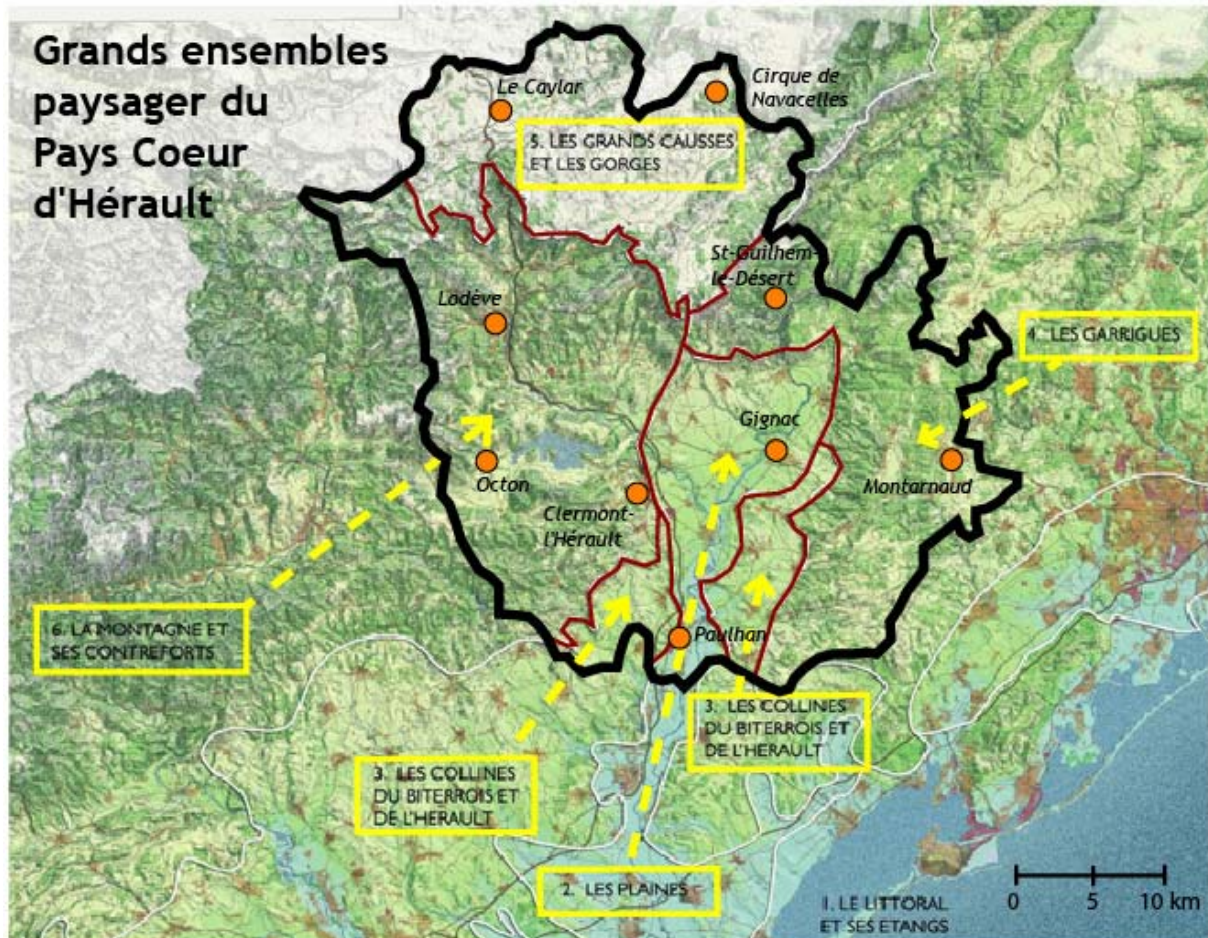 Grands ensembles
paysager du
Pays Coeur
d'Hérault
Le Caylar
Cirque de
Navacelles
5. LES GRANDS CAUSSES
ET LES GORGES
St-Guilhem-
le-Désert
Lodève
4. LES GARRIGUES
Gignac
Octon
Clermont-
l'Hérault
Montarnaud
6. LA MONTAGNE ET
SES CONTREFORTS
Paulhan
3. LES COLLINES
DU BITERROIS ET
DE L'HERAULT
3. LES COLLINES
DU BITERROIS ET
DE L'HERAULT
2. LES PLAINES
1. LE LITTORAL
ET SES ETANGS
0 5 10 km